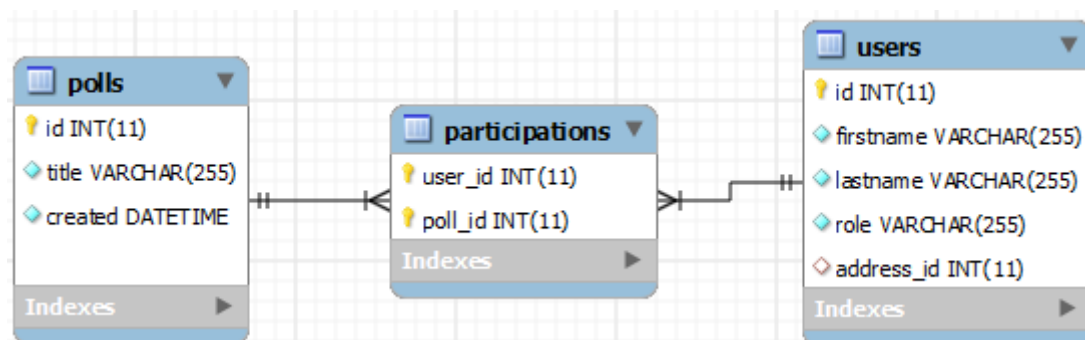 polls
id INT(11)
title VARCHAR(255)
created DATETIME
Indexes
participations
user_id INT(11)
poll_id INT(11)
Indexes
users
id INT(11)
firstname VARCHAR(255)
lastname VARCHAR(255)
role VARCHAR(255)
address_id INT(11)
Indexes